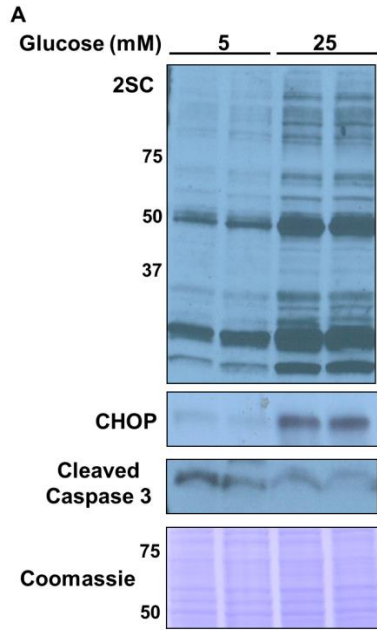 A
Glucose (mM) 5 25
2SC
75
50
37
CHOP
Cleaved
Caspase 3
75
Coomassie
50